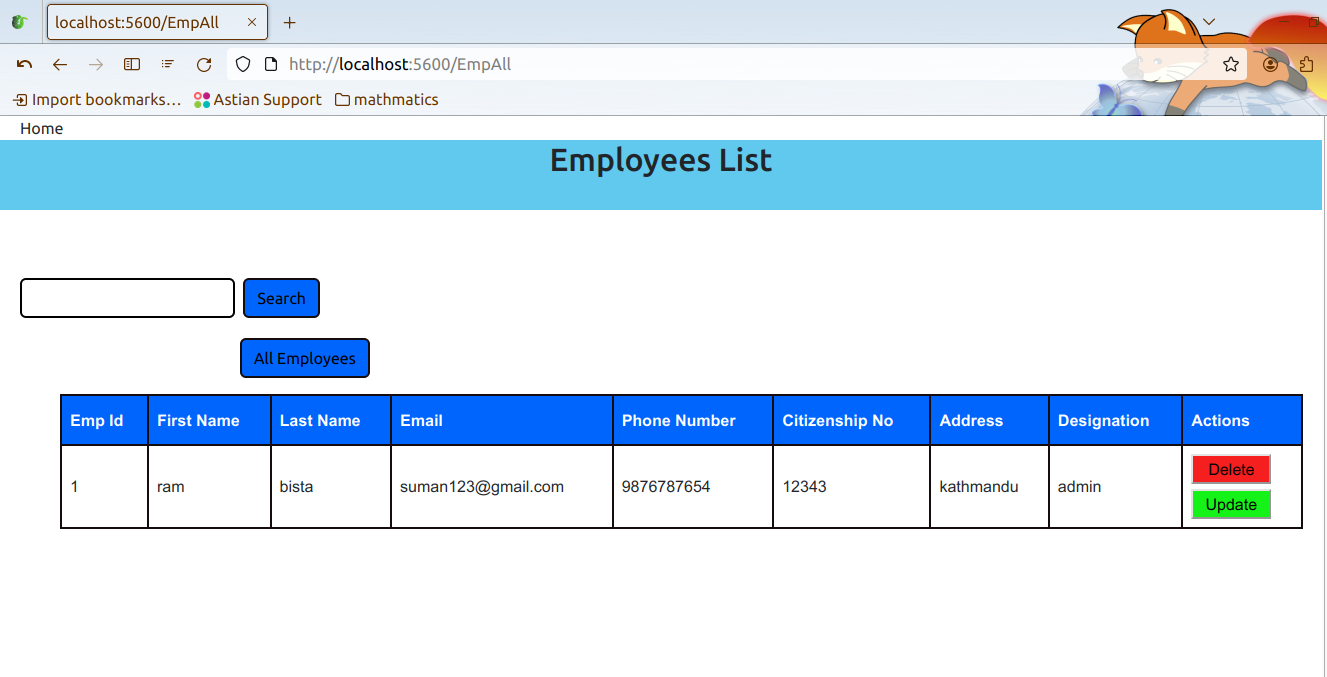 localhost:5600/EmpAll
http://localhost:5600/EmpAll
Import bookmarks... Astian Support mathmatics
Home
Employees List
Search
All Employees
Emp Id First Name Last Name Email Phone Number Citizenship No Address Designation Actions
1 ram bista suman123@gmail.com 9876787654 12343 kathmandu admin Delete
Update